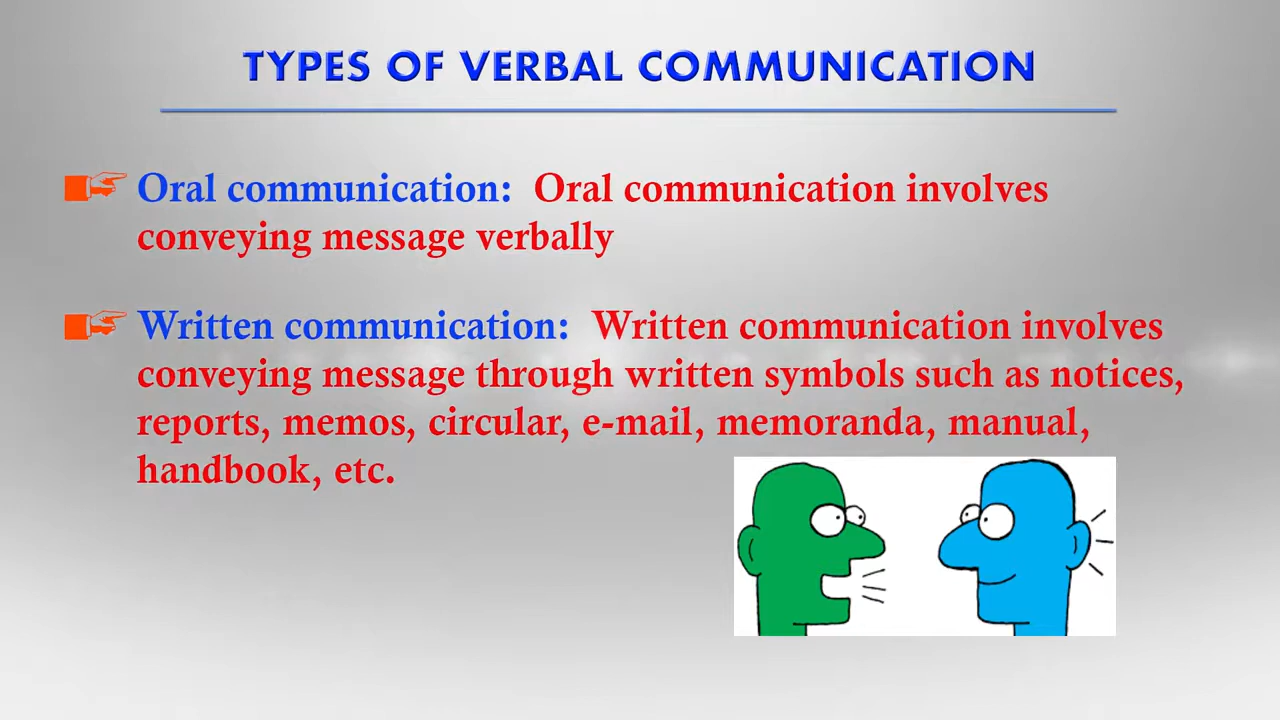 TYPES OF VERBAL COMMUNICATION
Oral communication: Oral communication involves
conveying message verbally
Written communication: Written communication involves
conveying message through written symbols such as notices,
reports, memos, circular, e-mail, memoranda, manual,
handbook, etc.